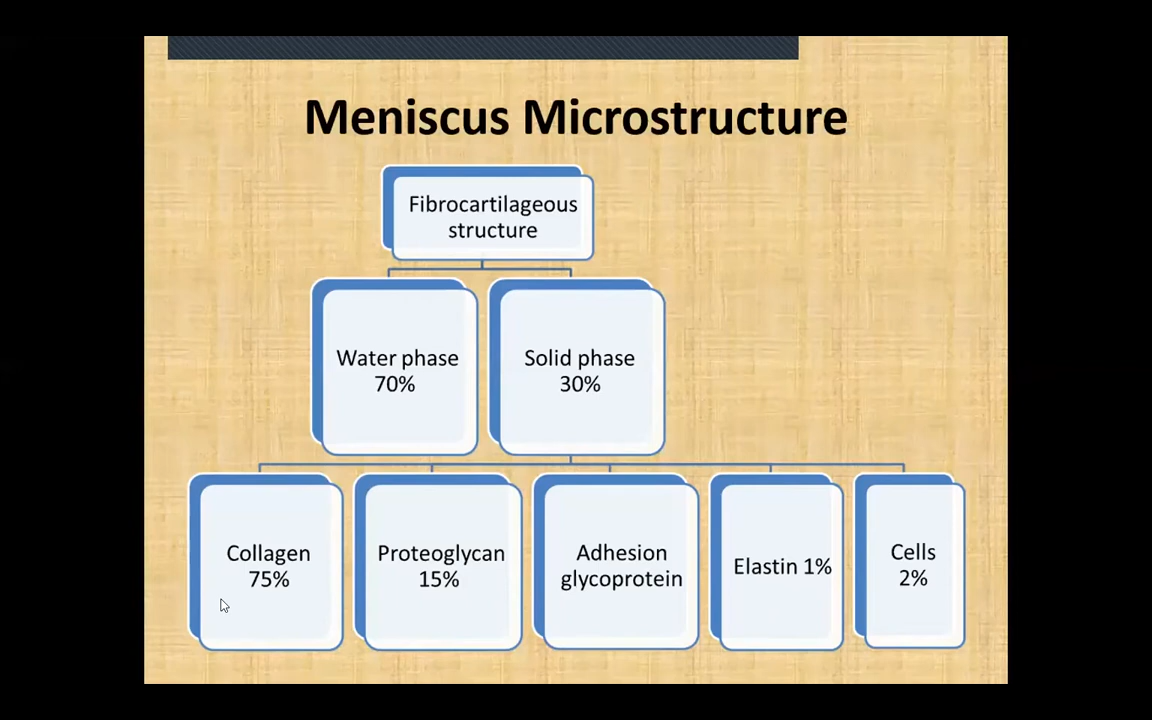 Meniscus Microstructure
Fibrocartilageous
structure
Water phase
70%
Solid phase
30%
Collagen
75%
Proteoglycan
15%
Adhesion
glycoprotein
Elastin 1%
Cells
2%